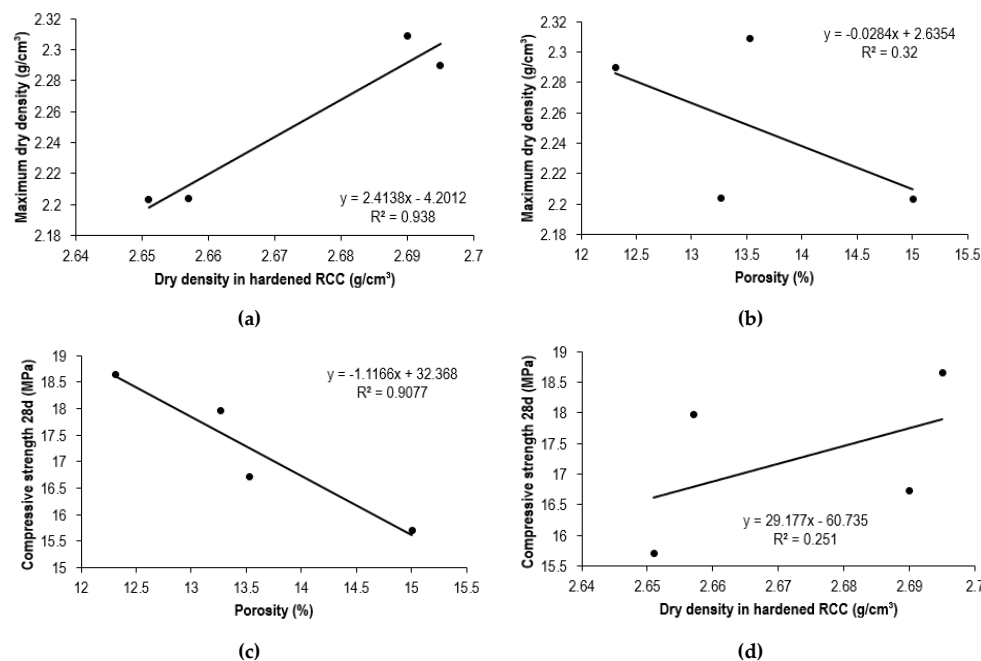 2.32
2.3
2.28
2.26
2.24
2.22
2.2
2.18
Maximum dry density (g/cm³)
y = 2.4138x - 4.2012
R² = 0.938
2.64 2.65 2.66 2.67 2.68 2.69 2.7
Dry density in hardened RCC (g/cm³)
(a)
2.32
2.3
2.28
2.26
2.24
2.22
2.2
2.18
Maximum dry density (g/cm³)
y = -0.0284x + 2.6354
R² = 0.32
12 12.5 13 13.5 14 14.5 15 15.5
Porosity (%)
(b)
19
18.5
18
17.5
17
16.5
16
15.5
15
Compressive strength 28d (MPa)
y = -1.1166x + 32.368
R² = 0.9077
12 12.5 13 13.5 14 14.5 15 15.5
Porosity (%)
(c)
19
18.5
18
17.5
17
16.5
16
15.5
Compressive strength 28d (MPa)
y = 29.177x - 60.735
R² = 0.251
2.64 2.65 2.66 2.67 2.68 2.69 2.7
Dry density in hardened RCC (g/cm³)
(d)